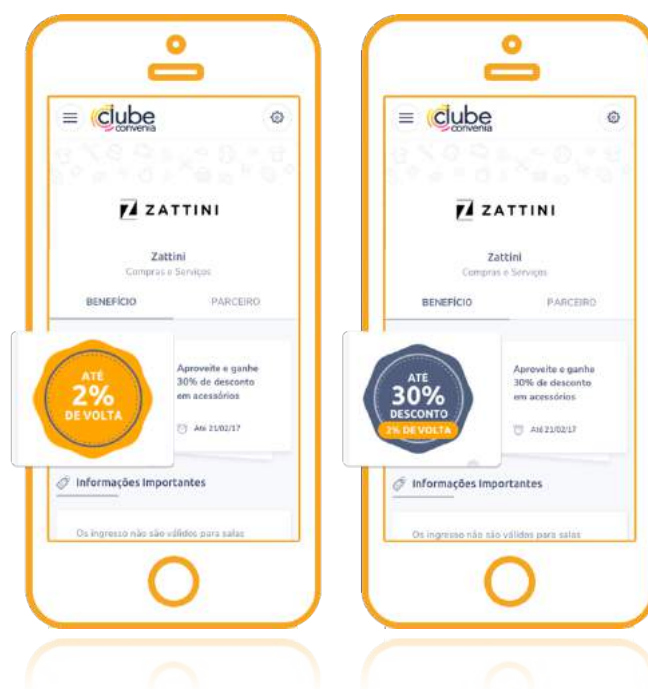 clube
convenia
ZATTINI
Zattini
Compras e Serviços
BENEFÍCIO PARCEIRO
ATÉ
2%
DE VOLTA
Aproveite e ganhe
30% de desconto
em acessórios
Até 21/02/17
Informações Importantes
Os ingresso não são válidos para salas
clube
convenia
ZATTINI
Zattini
Compras e Serviços
BENEFÍCIO PARCEIRO
ATÉ
30%
DESCONTO
2% DE VOLTA
Aproveite e ganhe
30% de desconto
em acessórios
Até 21/02/17
Informações Importantes
Os ingresso não são válidos para salas